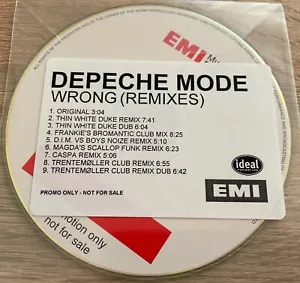 EMI
DEPECHE MODE
WRONG (REMIXES)
1. ORIGINAL 3:04
2. THIN WHITE DUKE REMIX 7:41
3. THIN WHITE DUKE DUB 6:04
4. FRANKIE'S BROMANTIC CLUB MIX 8:25
5. D.I.M. VS BOYS NOIZE REMIX 5:10
6. MAGDA'S SCALLOP FUNK REMIX 6:23
7. CASPA REMIX 5:06
8. TRENTEMØLLER CLUB REMIX 6:55
9. TRENTEMØLLER CLUB REMIX DUB 6:42
ideal
PROMO ONLY - NOT FOR SALE
EMI
only
not for sale